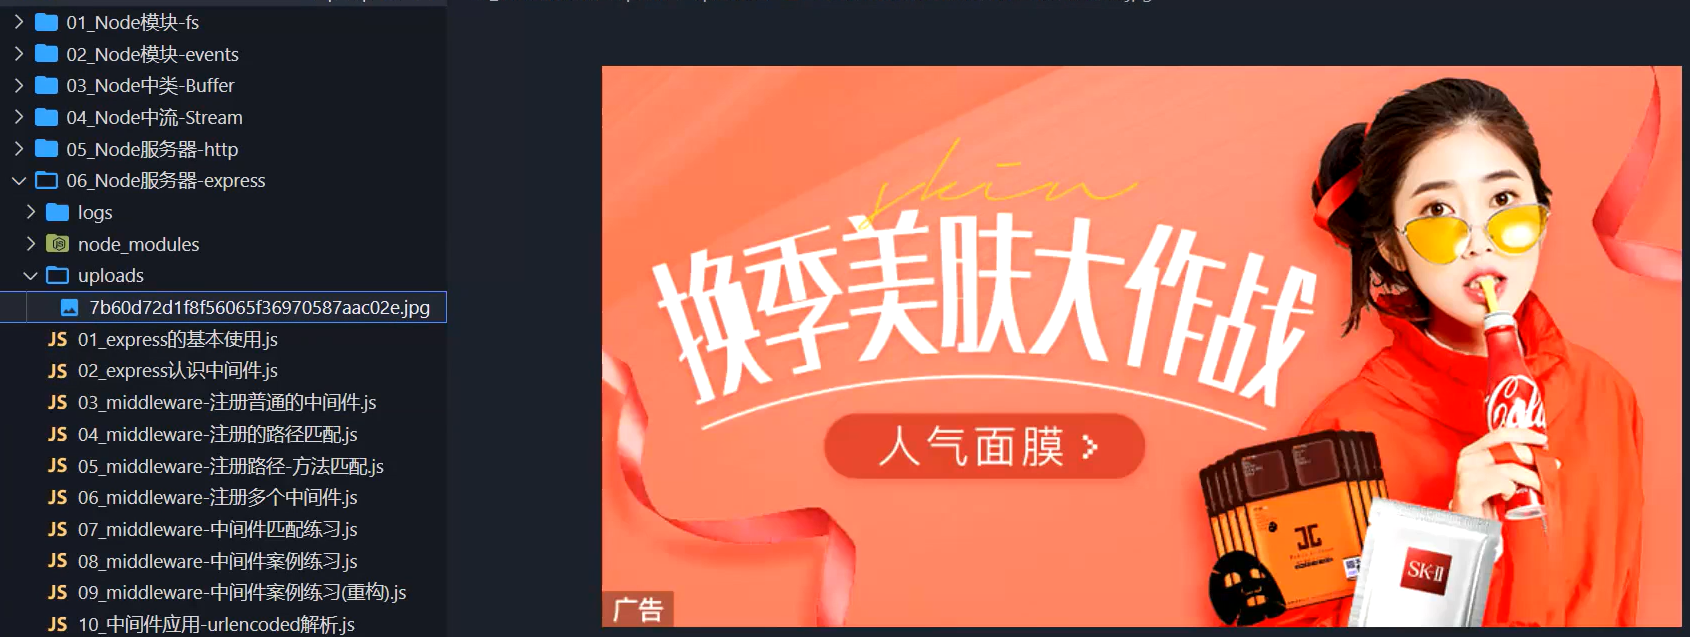 01_Node模块-fs
02_Node模块-events
03_Node中类-Buffer
04_Node中流-Stream
05_Node服务器-http
06_Node服务器-express
logs
node_modules
uploads
7b60d72d1f8f56065f36970587aac02e.jpg
01_express的基本使用.js
02_express认识中间件.js
03_middleware-注册普通的中间件.js
04_middleware-注册的路径匹配.js
05_middleware-注册路径-方法匹配.js
06_middleware-注册多个中间件.js
07_middleware-中间件匹配练习.js
08_middleware-中间件案例练习.js
09_middleware-中间件案例练习(重构).js
10_中间件应用-urlencoded解析.js
skin
换季美肤大作战
人气面膜
SK-II
广告